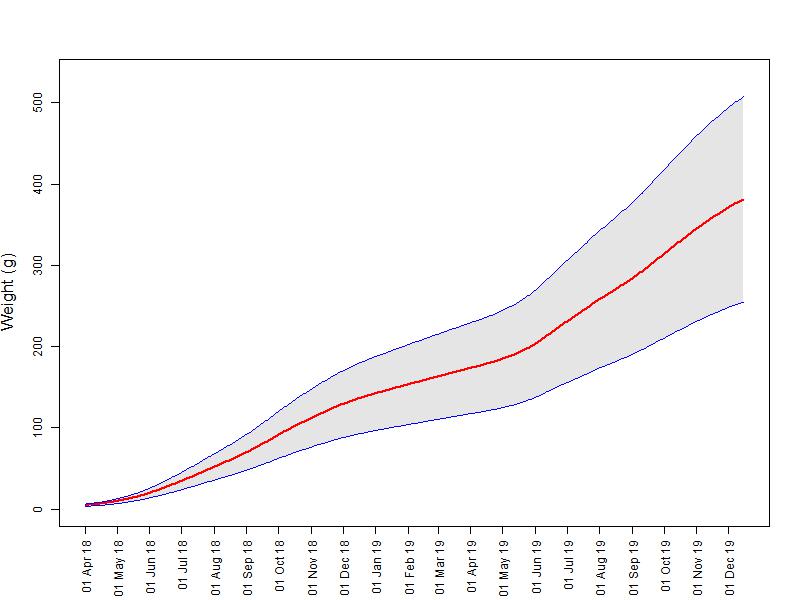 Weight (g)
500
400
300
200
100
0
01 Apr 18
01 May 18
01 Jun 18
01 Jul 18
01 Aug 18
01 Sep 18
01 Oct 18
01 Nov 18
01 Dec 18
01 Jan 19
01 Feb 19
01 Mar 19
01 Apr 19
01 May 19
01 Jun 19
01 Jul 19
01 Aug 19
01 Sep 19
01 Oct 19
01 Nov 19
01 Dec 19